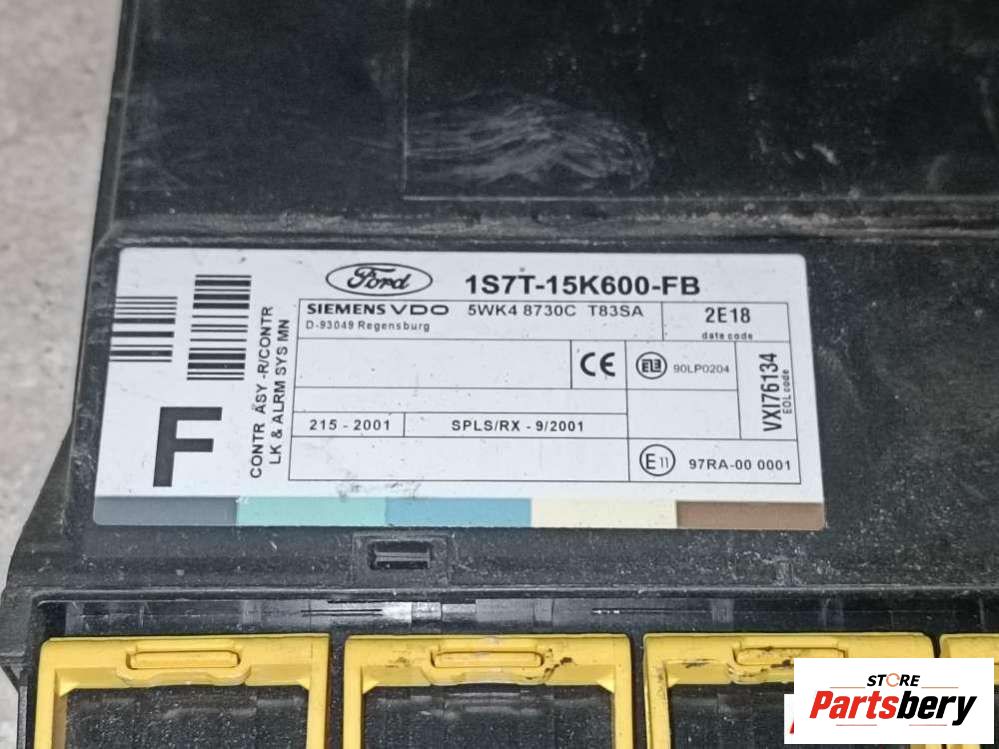 Ford
1S7T-15K600-FB
SIEMENS VDO
5WK4 8730C T83SA
2E18
D-93049 Regensburg
date code
CE
90LP0204
VXI76134
EOL code
215 - 2001
SPLS/RX - 9/2001
E11
97RA-00 0001
F
CONTR ASY -R/CONTR
LK & ALRM SYS MN
STORE
Partsbery